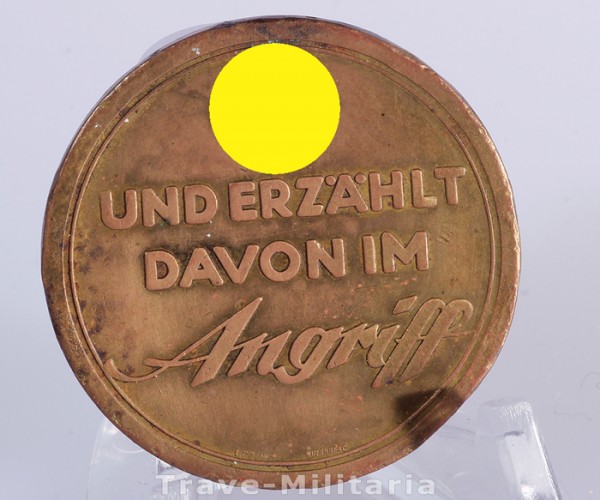 UND ERZÄHLT
DAVON IM
Angriff
Trave-Militaria